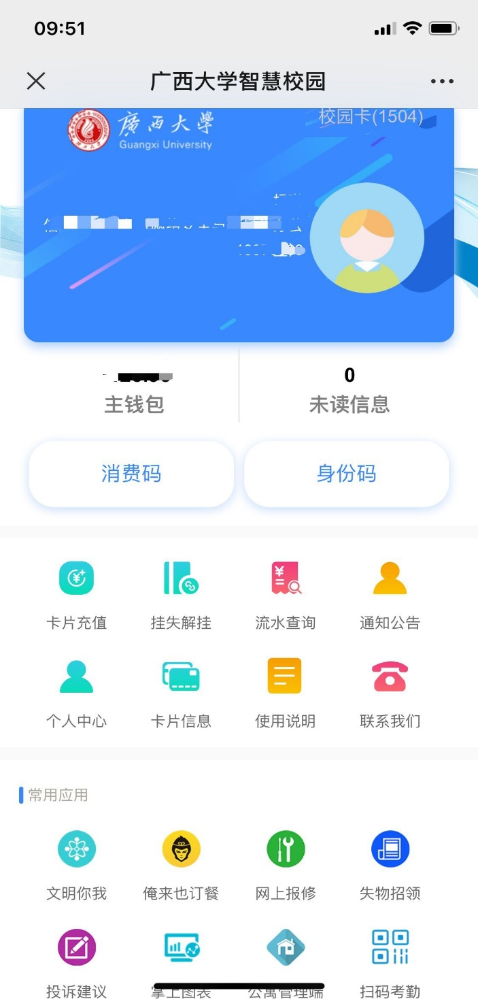 09:51
广西大学智慧校园
廣西大學
Guangxi University
校园卡(1504)
0
主钱包
未读信息
消费码
身份码
卡片充值
挂失解挂
流水查询
通知公告
个人中心
卡片信息
使用说明
联系我们
常用应用
文明你我
俺来也订餐
网上报修
失物招领
投诉建议
掌上图表
公寓管理端
扫码考勤